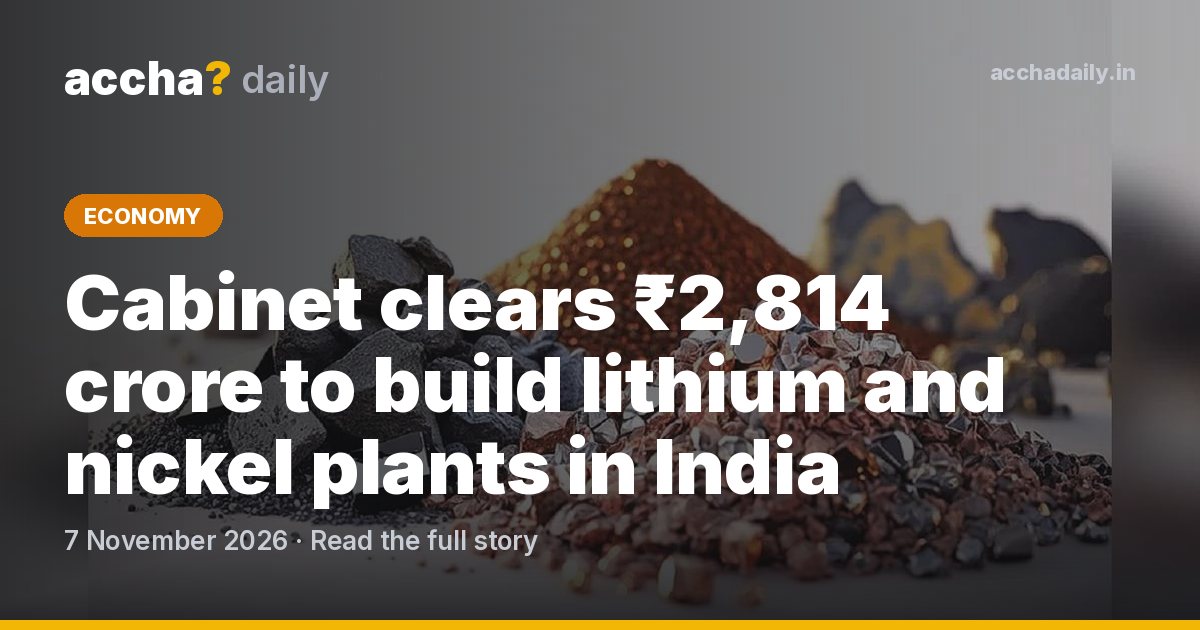 accha? daily
acchadaily.in
ECONOMY
Cabinet clears ₹2,814
crore to build lithium and
nickel plants in India
7 November 2026 · Read the full story